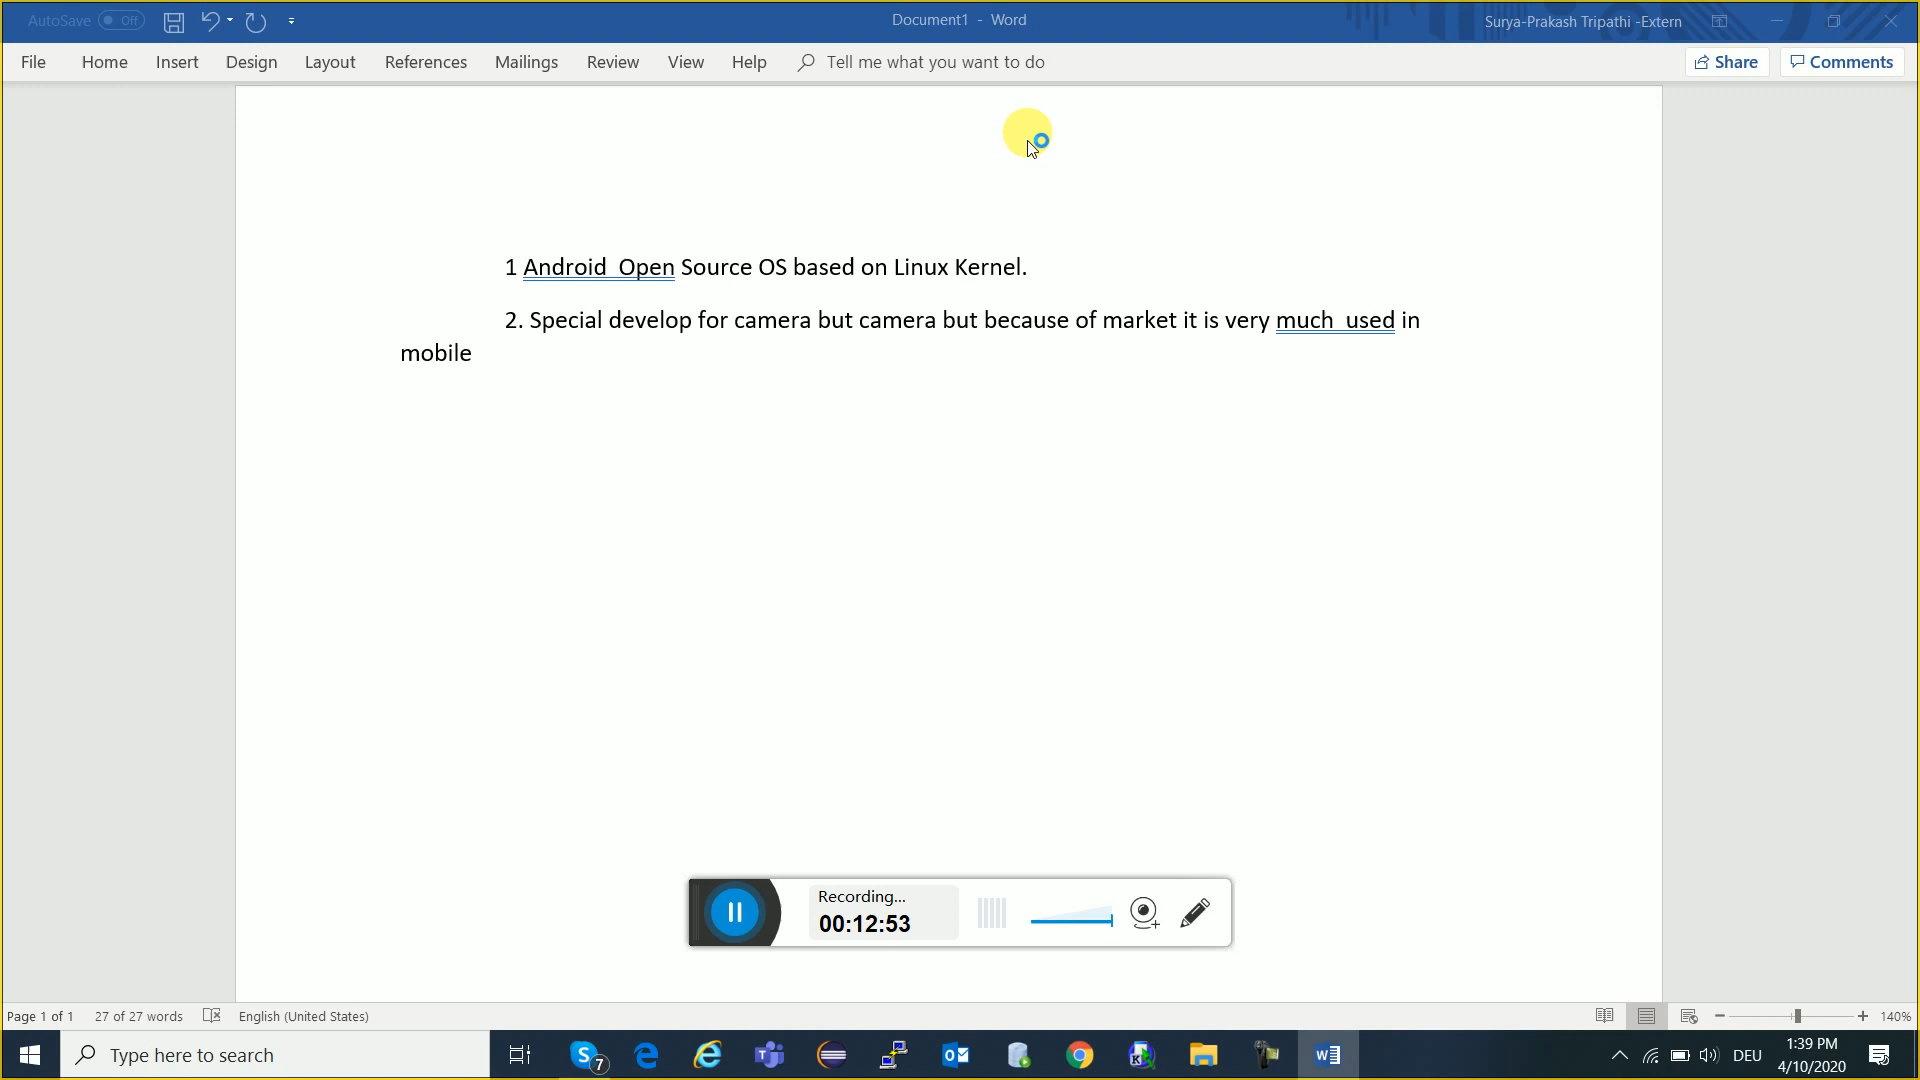 AutoSave Off Document1 - Word Surya-Prakash Tripathi -Extern
File Home Insert Design Layout References Mailings Review View Help Tell me what you want to do Share Comments
1 Android  Open Source OS based on Linux Kernel.
2. Special develop for camera but camera but because of market it is very much  used in
mobile
Recording...
00:12:53
Page 1 of 1 27 of 27 words English (United States) 140%
Type here to search 7 DEU 1:39 PM
4/10/2020